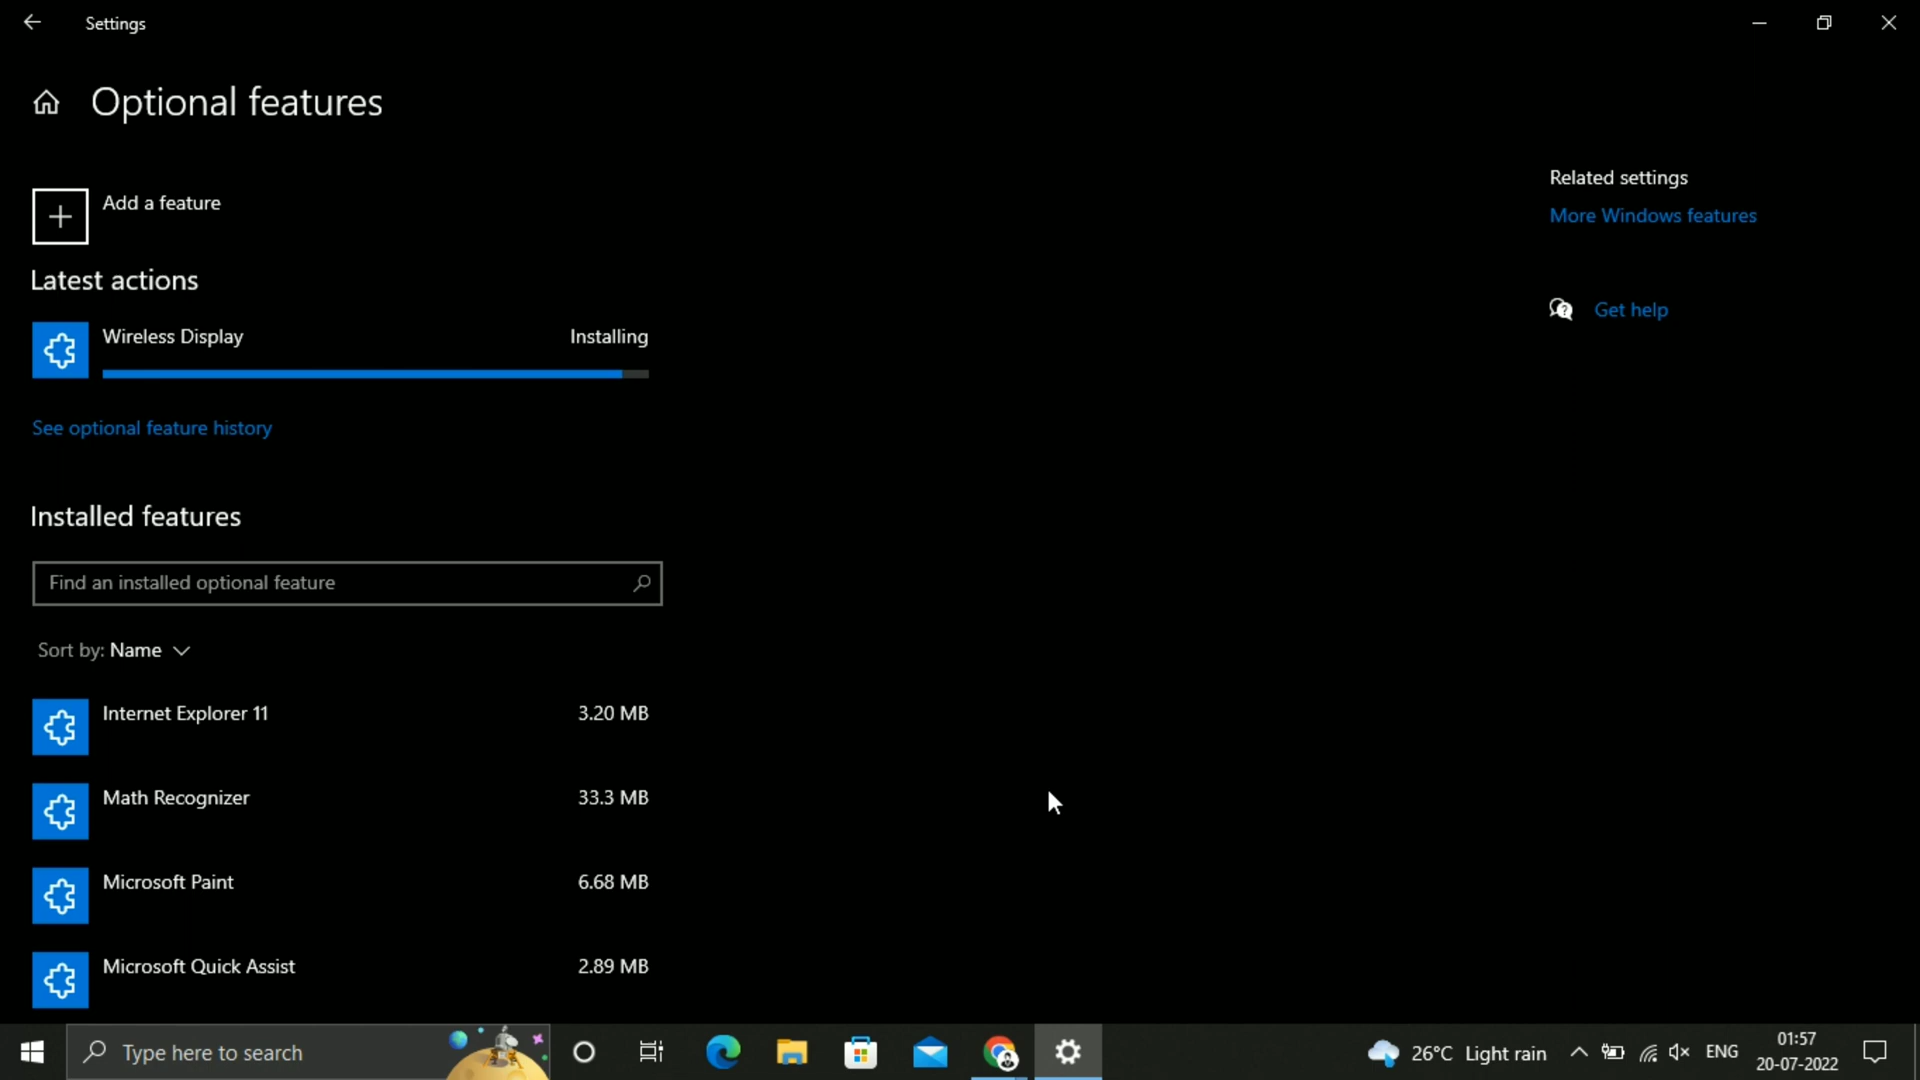 Settings
Optional features
Add a feature
Latest actions
Wireless Display
Installing
See optional feature history
Installed features
Find an installed optional feature
Sort by: Name
Internet Explorer 11
3.20 MB
Math Recognizer
33.3 MB
Microsoft Paint
6.68 MB
Microsoft Quick Assist
2.89 MB
Related settings
More Windows features
Get help
Type here to search
26°C Light rain
ENG
01:57
20-07-2022